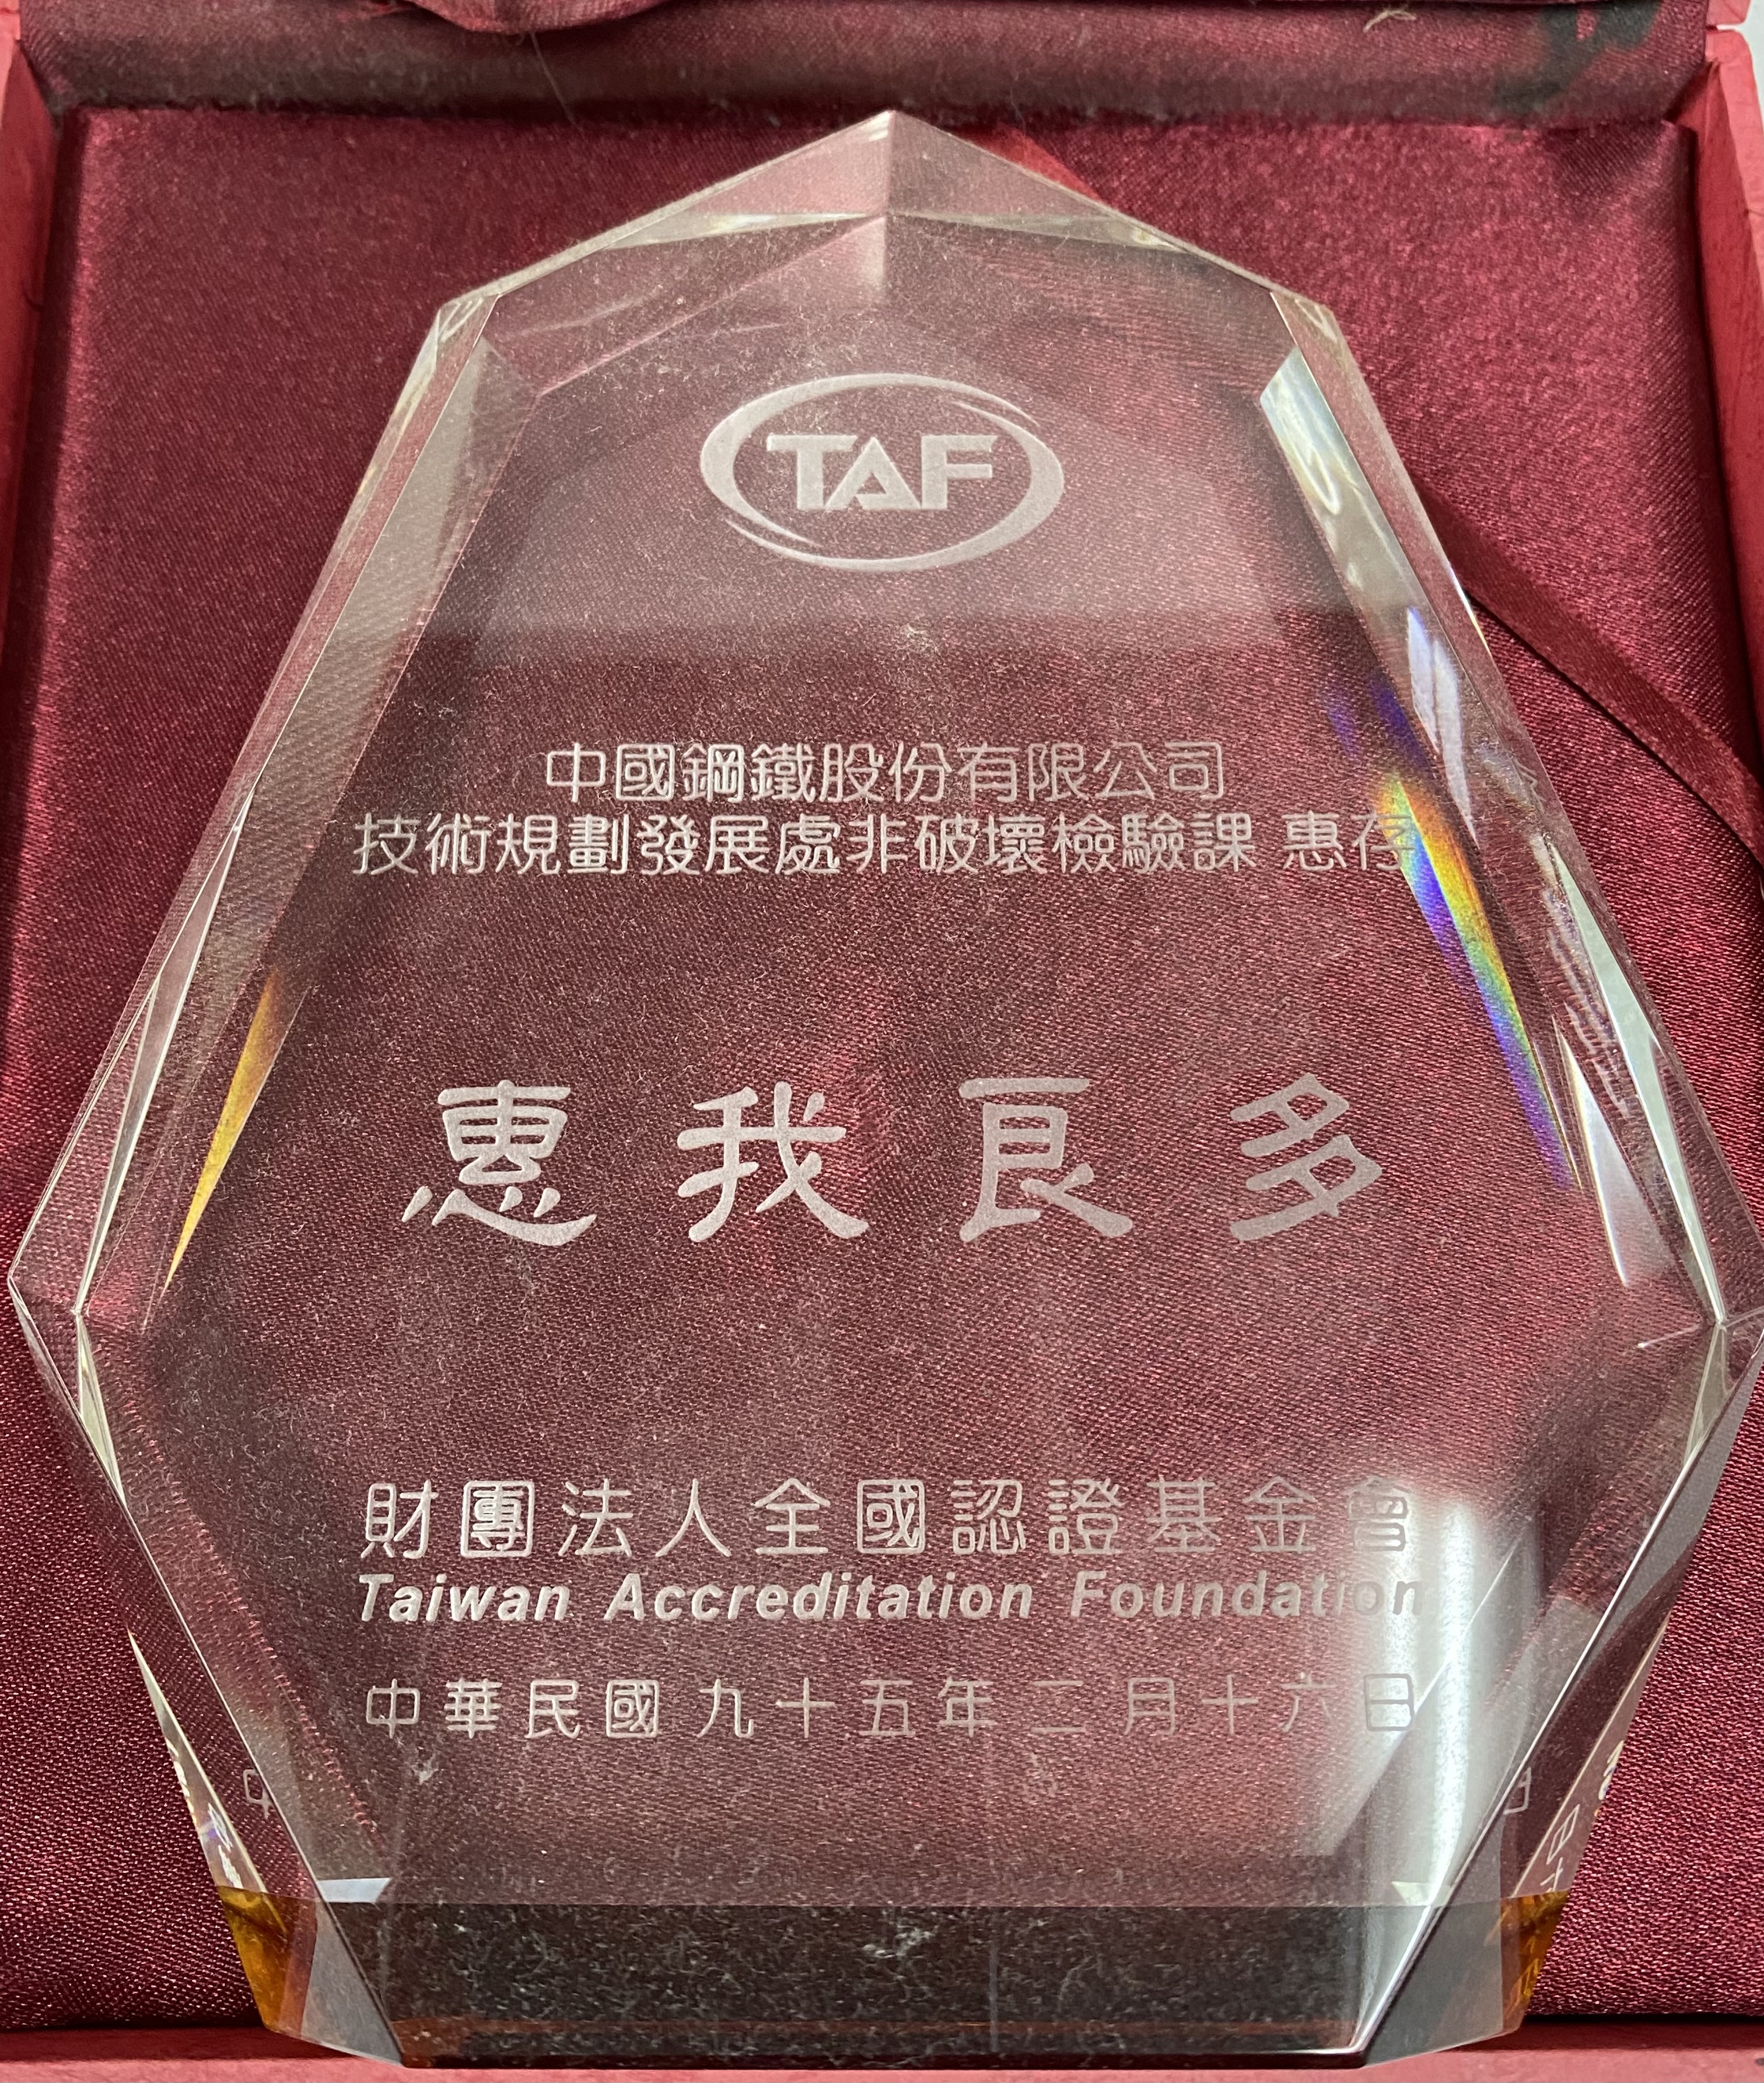 TAF
中國鋼鐵股份有限公司
技術規劃發展處非破壞檢驗課 惠存
惠我良多
財團法人全國認證基金會
Taiwan Accreditation Foundation
中華民國九十五年二月十六日